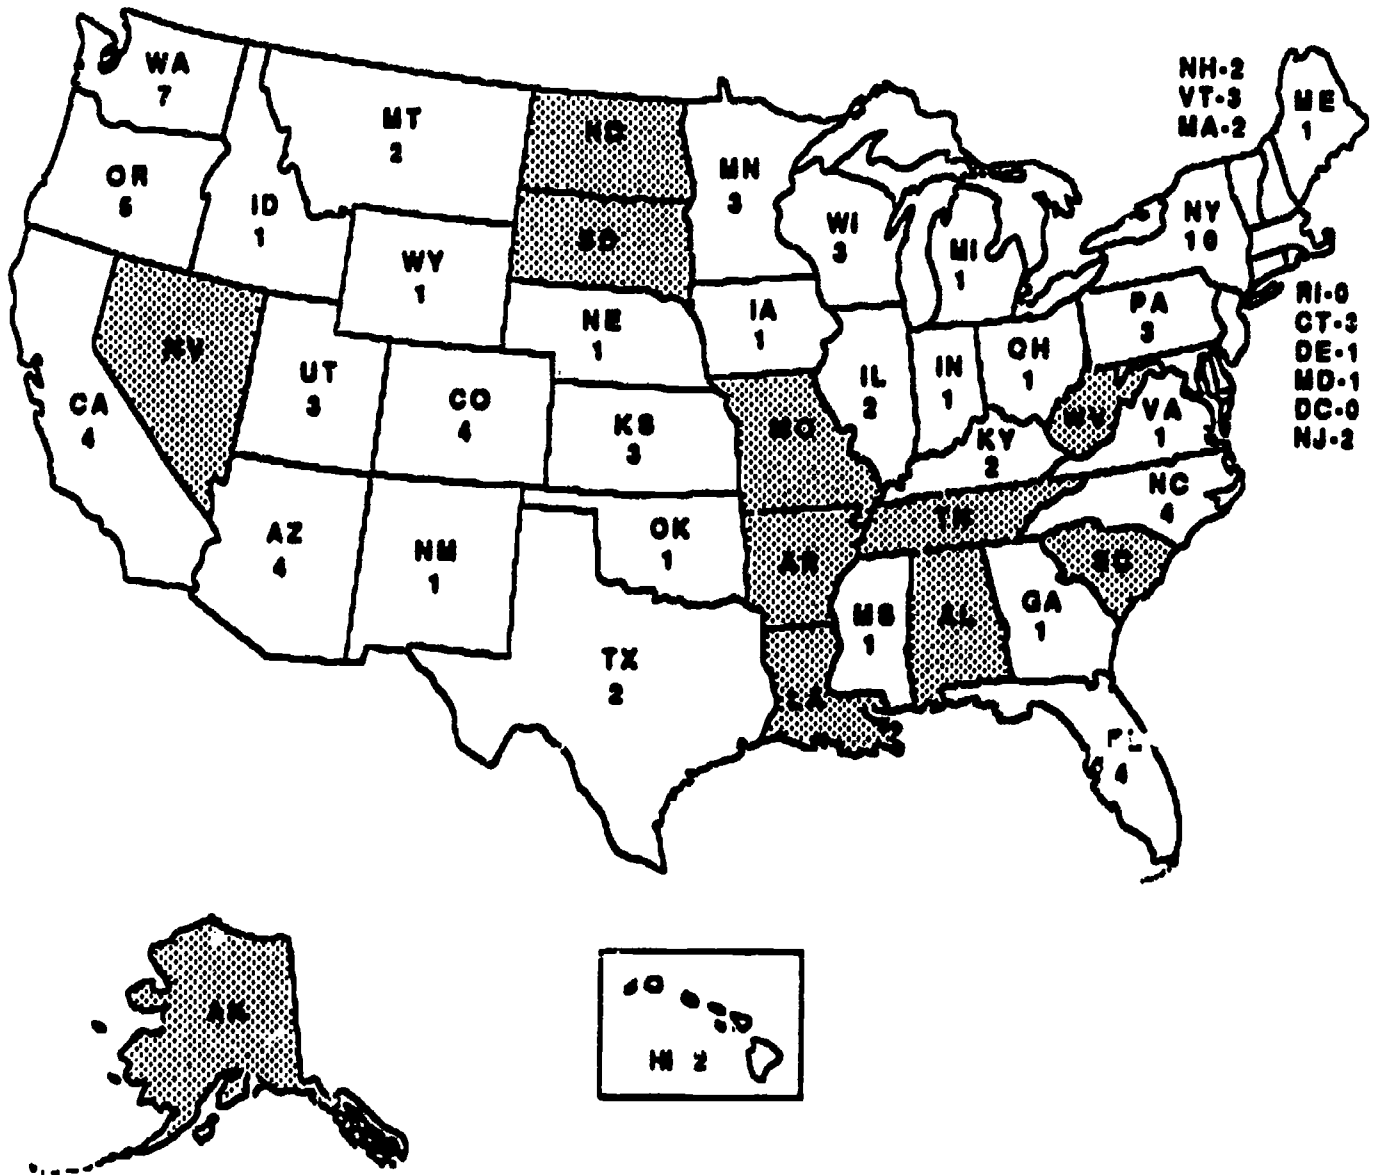 WA
7
MT
2
ND
MN
3
NH-2
VT-3
MA-2
ME
1
OR
ID
1
SD
WI
3
MI
1
NY
WY
1
NE
1
IA
1
PA
3
RI-0
DE-1
MD-1
DC-0
NJ-2
NV
UT
3
CO
4
CA
4
KS
3
MO
IL
2
IN
1
OH
1
WV
VA
1
KY
2
NC
4
AZ
4
NM
1
OK
1
AR
TN
SC
MS
1
AL
GA
1
TX
2
LA
FL
4
AK
HI 2